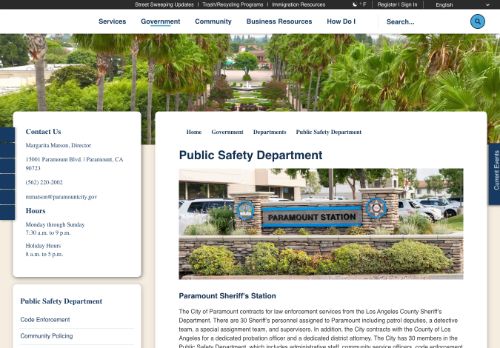 Street Sweeping Updates | Trash/Recycling Programs | Immigration Resources
° F | Register | Sign In
English
Services Government Community Business Resources How Do I
Search...
Contact Us
Margarita Matson, Director
15001 Paramount Blvd. | Paramount, CA
90723
(562) 220-2002
mmatson@paramountcity.gov
Hours
Monday through Sunday
7:30 a.m. to 9 p.m.
Holiday Hours
8 a.m. to 5 p.m.
Public Safety Department
Code Enforcement
Community Policing
Home Government Departments Public Safety Department
Public Safety Department
PARAMOUNT STATION
Paramount Sheriff's Station
The City of Paramount contracts for law enforcement services from the Los Angeles County Sheriff's
Department. There are 30 Sheriff's personnel assigned to Paramount including patrol deputies, a detective
team, a special assignment team, and supervisors. In addition, the City contracts with the County of Los
Angeles for a dedicated probation officer and a dedicated district attorney. The City has 30 members in the
Public Safety Department, which includes administrative staff, community service officers, code enforcement
Current Events